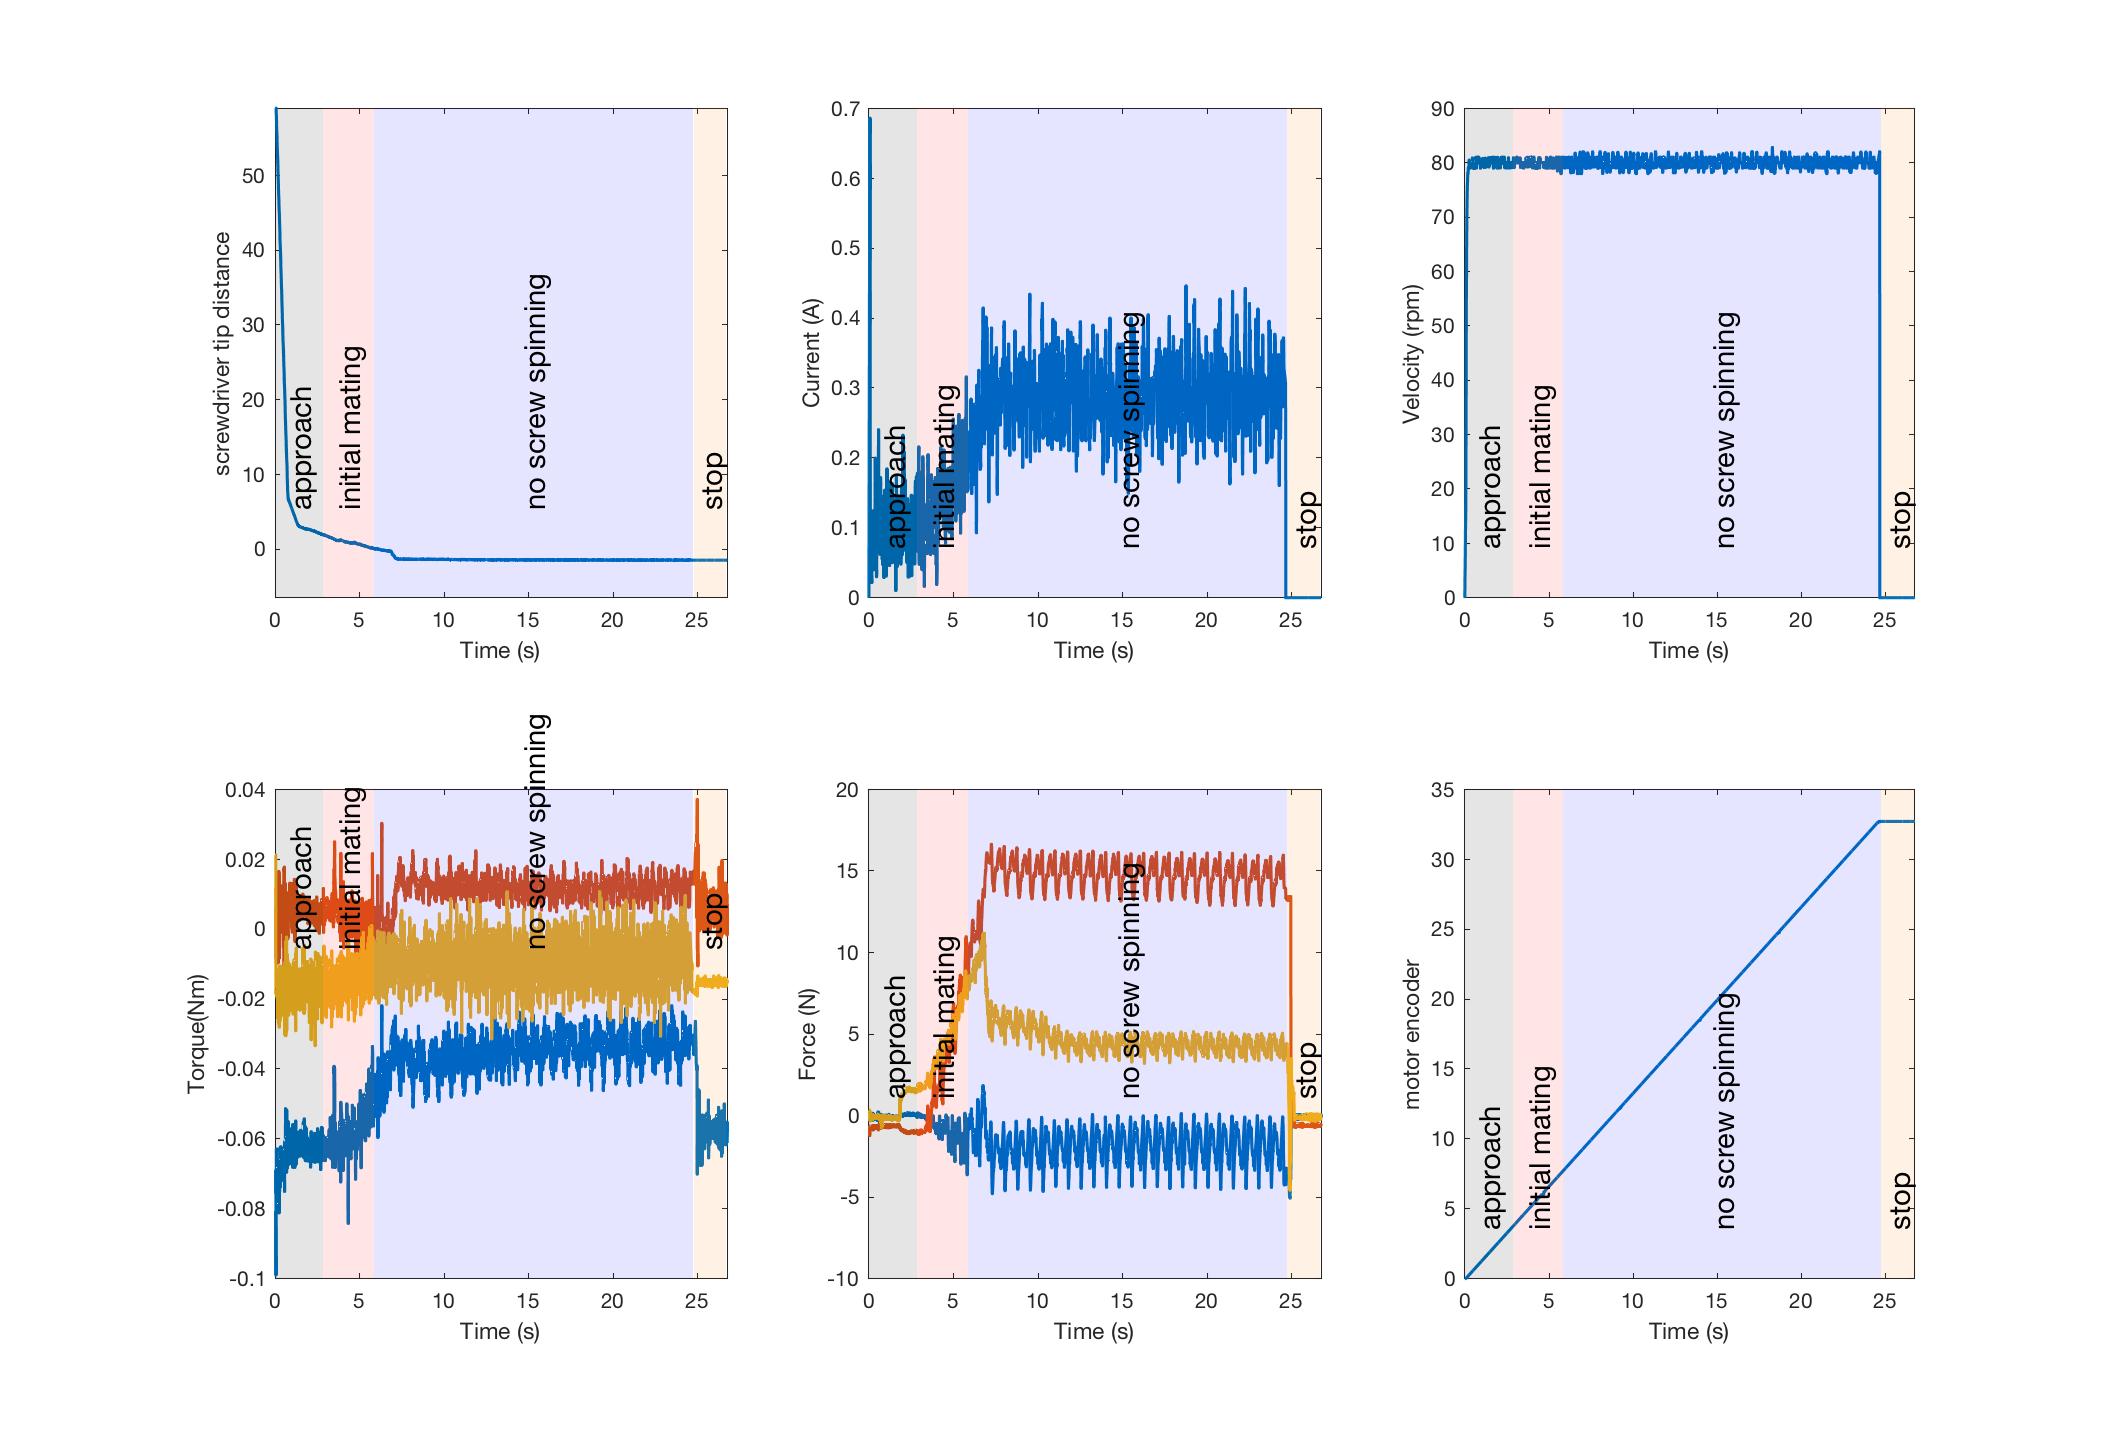 screwdriver tip distance
50
40
30
20
10
0
approach
initial mating
no screw spinning
stop
0 5 10 15 20 25
Time (s)
Current (A)
0.7
0.6
0.5
0.4
0.3
0.2
0.1
0
approach
initial mating
no screw spinning
stop
0 5 10 15 20 25
Time (s)
Velocity (rpm)
90
80
70
60
50
40
30
20
10
0
approach
initial mating
no screw spinning
stop
0 5 10 15 20 25
Time (s)
Torque(Nm)
0.04
0.02
0
-0.02
-0.04
-0.06
-0.08
-0.1
approach
initial mating
no screw spinning
stop
0 5 10 15 20 25
Time (s)
Force (N)
20
15
10
5
0
-5
-10
approach
initial mating
no screw spinning
stop
0 5 10 15 20 25
Time (s)
motor encoder
35
30
25
20
15
10
5
0
approach
initial mating
no screw spinning
stop
0 5 10 15 20 25
Time (s)